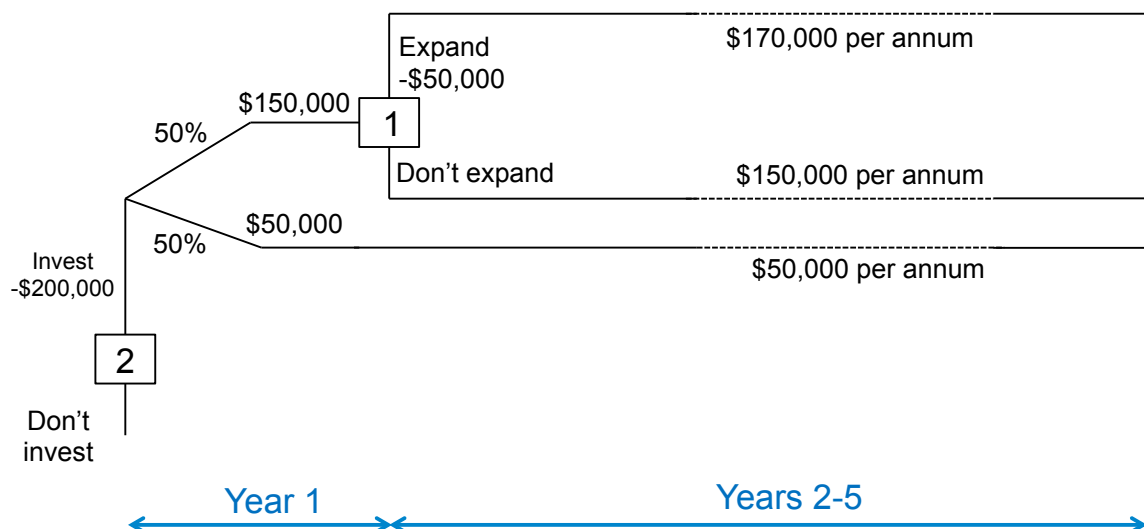 $170,000 per annum
Expand
-$50,000
$150,000
1
50%
Don't expand
$150,000 per annum
$50,000
50%
$50,000 per annum
Invest
-$200,000
2
Don't
invest
Year 1
Years 2-5